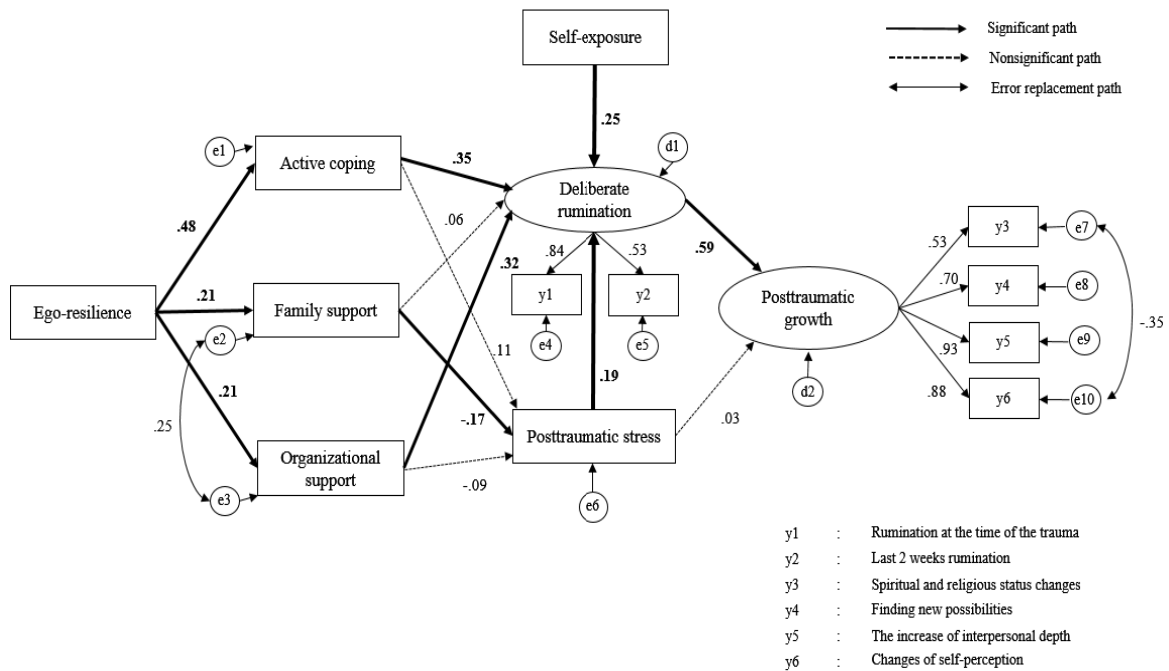 Self-exposure
Significant path
Nonsignificant path
Error replacement path
.25
e1
Active coping
.35
d1
Deliberate
rumination
.06
.48
.84
.53
.59
.53
y3
e7
.32
.70
y4
e8
Ego-resilience
.21
Family support
y1
y2
Posttraumatic
growth
-.35
e2
e4
e5
.93
y5
e9
.11
.21
.19
d2
.88
y6
e10
.25
-.17
.03
Organizational
support
Posttraumatic stress
-.09
e3
e6
y1 : Rumination at the time of the trauma
y2 : Last 2 weeks rumination
y3 : Spiritual and religious status changes
y4 : Finding new possibilities
y5 : The increase of interpersonal depth
y6 : Changes of self-perception